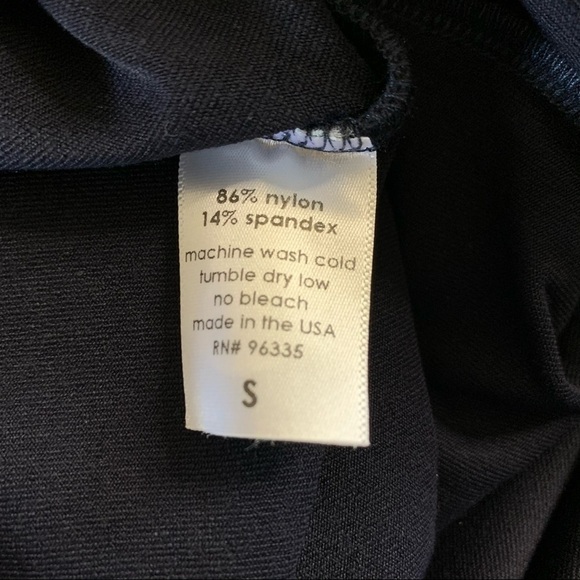 86% nylon
14% spandex
machine wash cold
tumble dry low
no bleach
made in the USA
RN# 96335
S